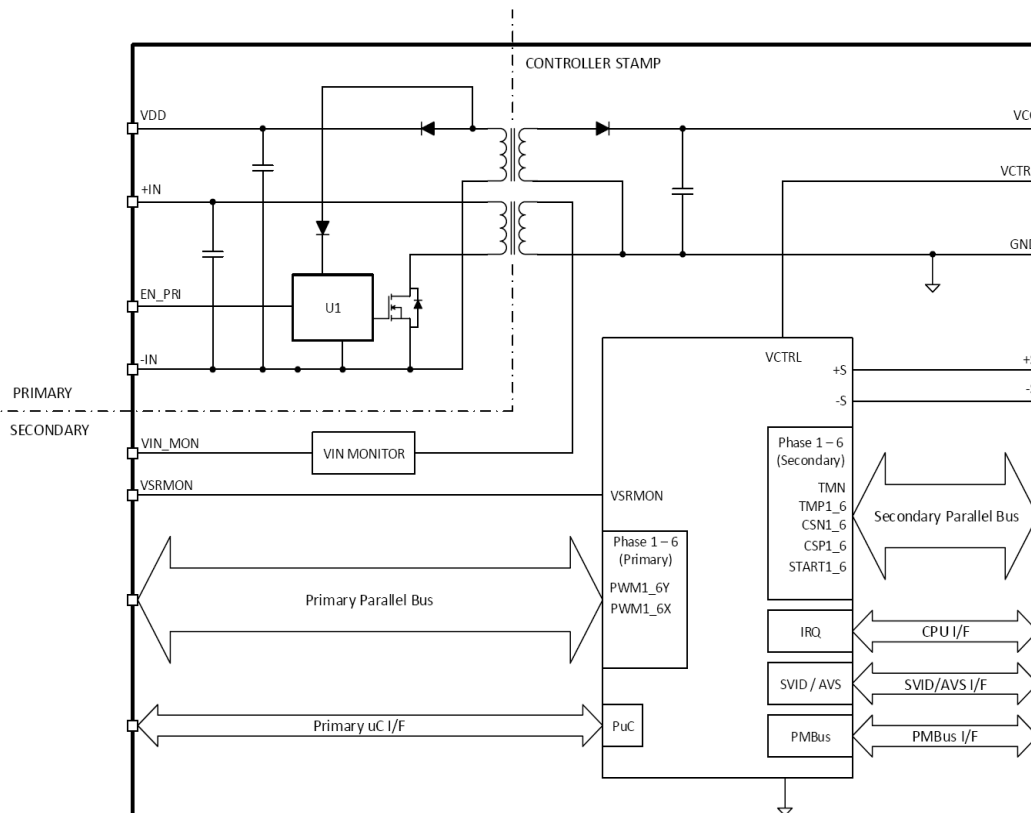 CONTROLLER STAMP
VDD
VCC
VCTR
+IN
GND
EN_PRI
U1
-IN
VCTRL
+S
-S
PRIMARY
SECONDARY
VIN_MON
VIN MONITOR
Phase 1 – 6
(Secondary)
TMN
TMP1_6
CSN1_6
CSP1_6
START1_6
Secondary Parallel Bus
VSRMON
VSRMON
Phase 1 – 6
(Primary)
PWM1_6Y
PWM1_6X
Primary Parallel Bus
IRQ
CPU I/F
SVID / AVS
SVID/AVS I/F
Primary uC I/F
PuC
PMBus
PMBus I/F